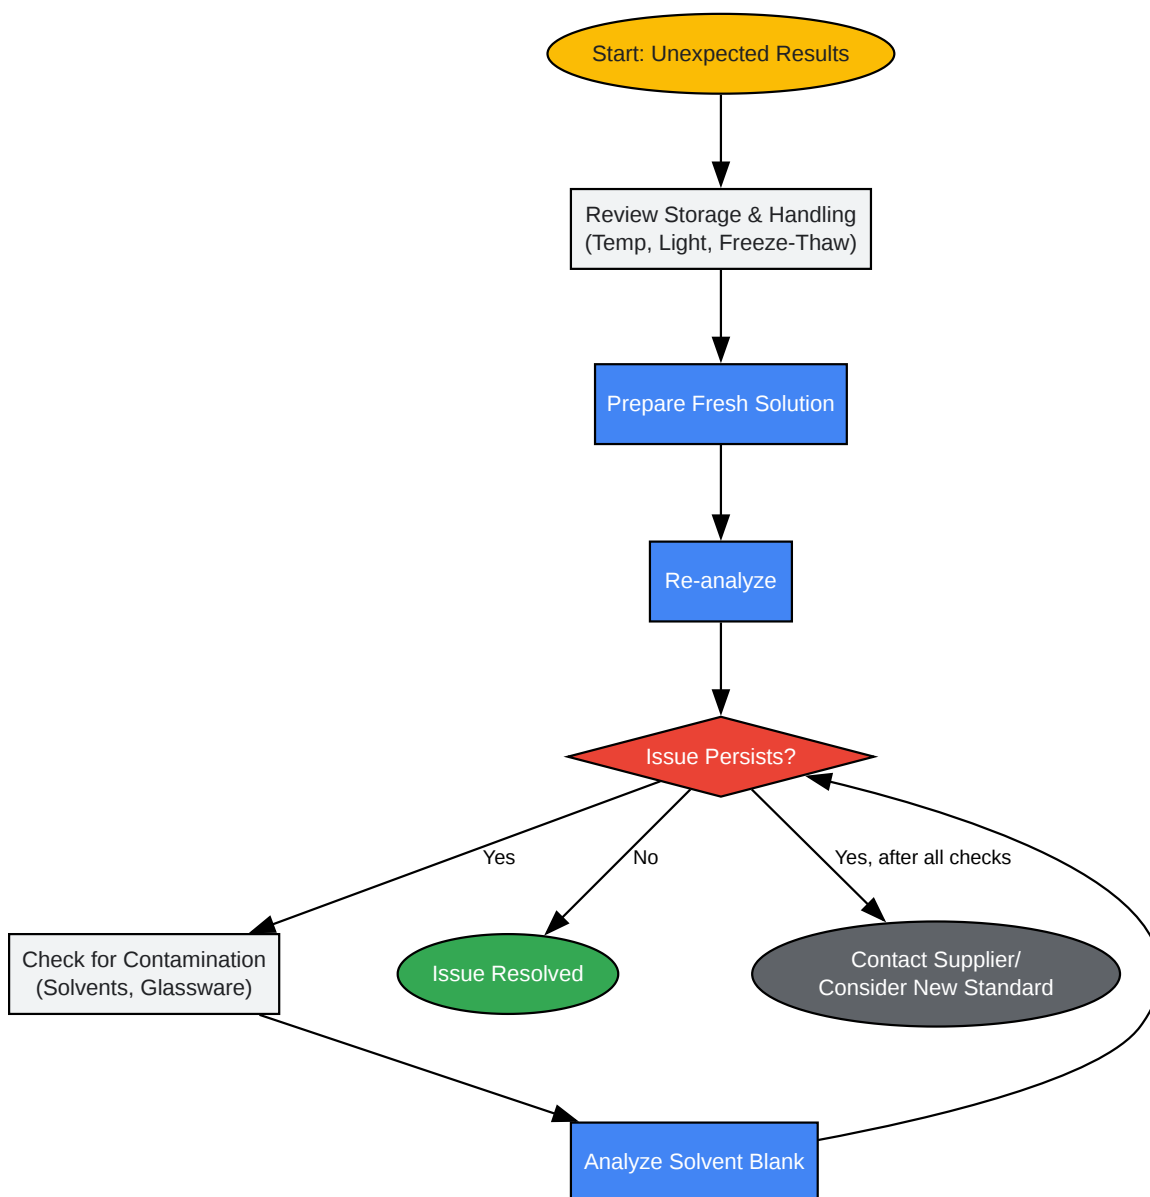 Start: Unexpected Results
Review Storage & Handling
(Temp, Light, Freeze-Thaw)
Prepare Fresh Solution
Re-analyze
Issue Persists?
Yes
No
Yes, after all checks
Check for Contamination
(Solvents, Glassware)
Issue Resolved
Contact Supplier/
Consider New Standard
Analyze Solvent Blank